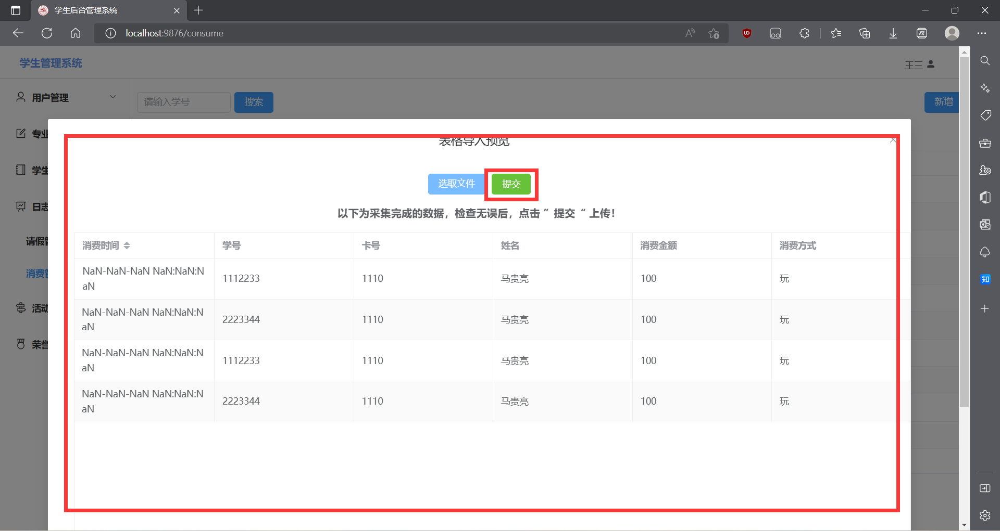 学生后台管理系统
localhost:9876/consume
学生管理系统
王三
用户管理
请输入学号
搜索
新增
专业
学生
日志
请假管
消费管
活动
荣誉
表格导入预览
选取文件
提交
以下为采集完成的数据，检查无误后，点击 ” 提交 “ 上传！
消费时间 学号 卡号 姓名 消费金额 消费方式
NaN-NaN-NaN NaN:NaN:N
aN
1112233 1110 马贵亮 100 玩
NaN-NaN-NaN NaN:NaN:N
aN
2223344 1110 马贵亮 100 玩
NaN-NaN-NaN NaN:NaN:N
aN
1112233 1110 马贵亮 100 玩
NaN-NaN-NaN NaN:NaN:N
aN
2223344 1110 马贵亮 100 玩
知